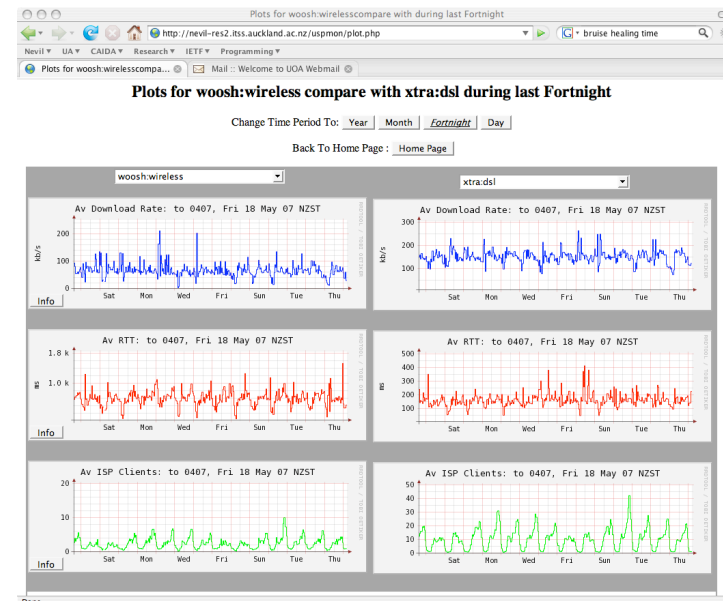 Plots for woosh:wirelesscompare with during last Fortnight
http://nevil-res2.itss.auckland.ac.nz/uspmon/plot.php
bruise healing time
Nevil ▾ UA ▾ CAIDA ▾ Research ▾ IETF ▾ Programming ▾
Plots for woosh:wirelesscompa...
Mail :: Welcome to UOA Webmail
Plots for woosh:wireless compare with xtra:dsl during last Fortnight
Change Time Period To: Year Month Fortnight Day
Back To Home Page : Home Page
woosh:wireless
xtra:dsl
Av Download Rate: to 0407, Fri 18 May 07 NZST
kb/s
200
100
0
Sat Mon Wed Fri Sun Tue Thu
Info
Av Download Rate: to 0407, Fri 18 May 07 NZST
kb/s
300
200
100
Sat Mon Wed Fri Sun Tue Thu
Av RTT: to 0407, Fri 18 May 07 NZST
ms
1.8 k
1.0 k
Sat Mon Wed Fri Sun Tue Thu
Info
Av RTT: to 0407, Fri 18 May 07 NZST
ms
500
400
300
200
100
Sat Mon Wed Fri Sun Tue Thu
Av ISP Clients: to 0407, Fri 18 May 07 NZST
20
10
0
Sat Mon Wed Fri Sun Tue Thu
Info
Av ISP Clients: to 0407, Fri 18 May 07 NZST
50
40
30
20
10
0
Sat Mon Wed Fri Sun Tue Thu